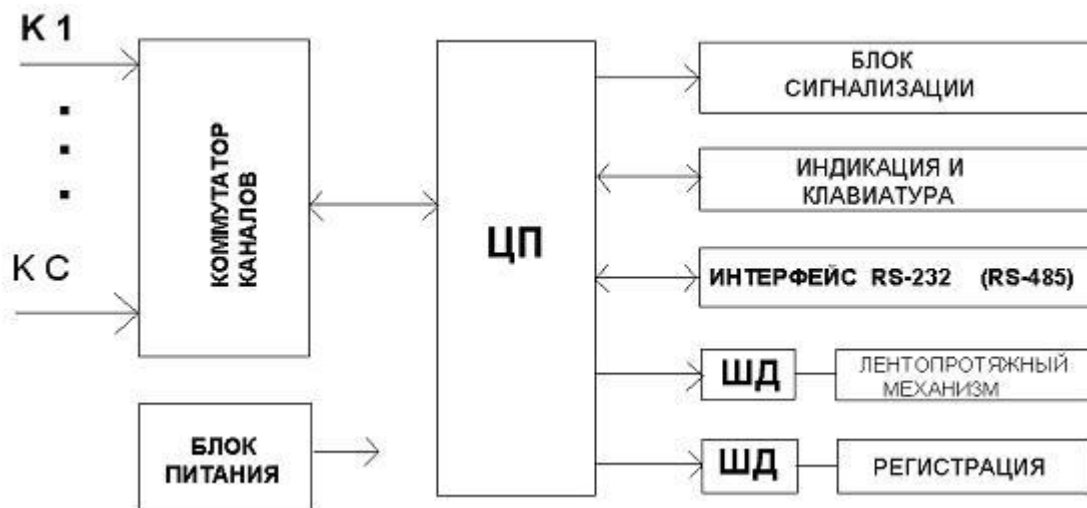 К 1
К С
КОММУТАТОР
КАНАЛОВ
БЛОК
ПИТАНИЯ
ЦП
БЛОК
СИГНАЛИЗАЦИИ
ИНДИКАЦИЯ И
КЛАВИАТУРА
ИНТЕРФЕЙС RS-232 (RS-485)
ШД
ЛЕНТОПРОТЯЖНЫЙ
МЕХАНИЗМ
ШД
РЕГИСТРАЦИЯ